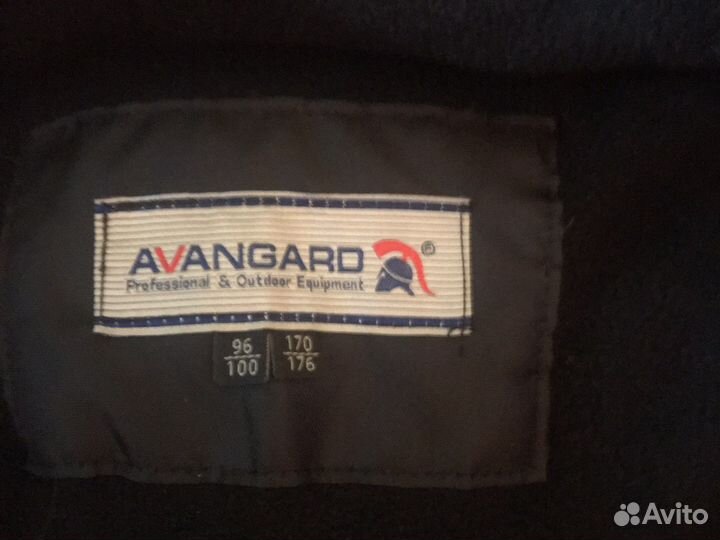 AVANGARD ®
Professional & Outdoor Equipment
96 170
100 176
Avito